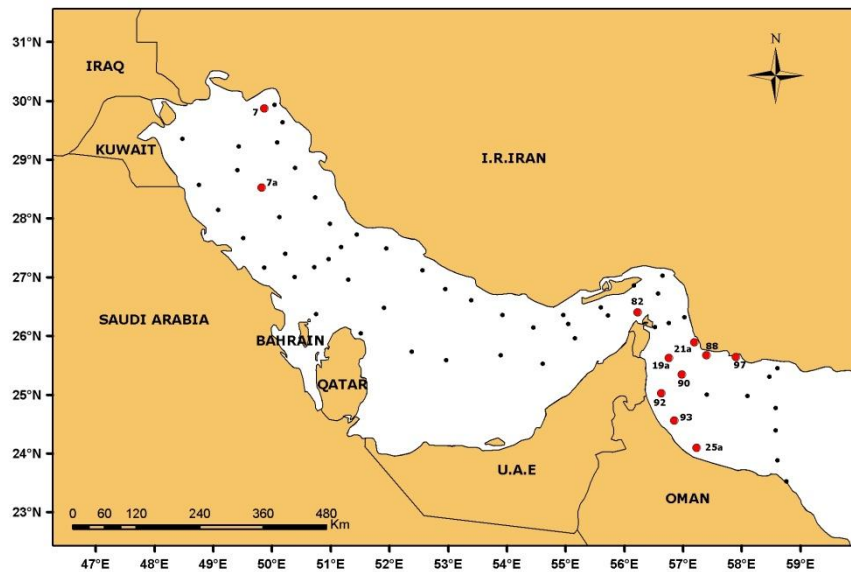 31°N
30°N
29°N
28°N
27°N
26°N
25°N
24°N
23°N
IRAQ
KUWAIT
SAUDI ARABIA
BAHRAIN
QATAR
U.A.E
OMAN
I.R.IRAN
N
7
7a
82
21a
88
19a
97
90
92
93
25a
0 40 80 120 240 360 480
Km
47°E 48°E 49°E 50°E 51°E 52°E 53°E 54°E 55°E 56°E 57°E 58°E 59°E